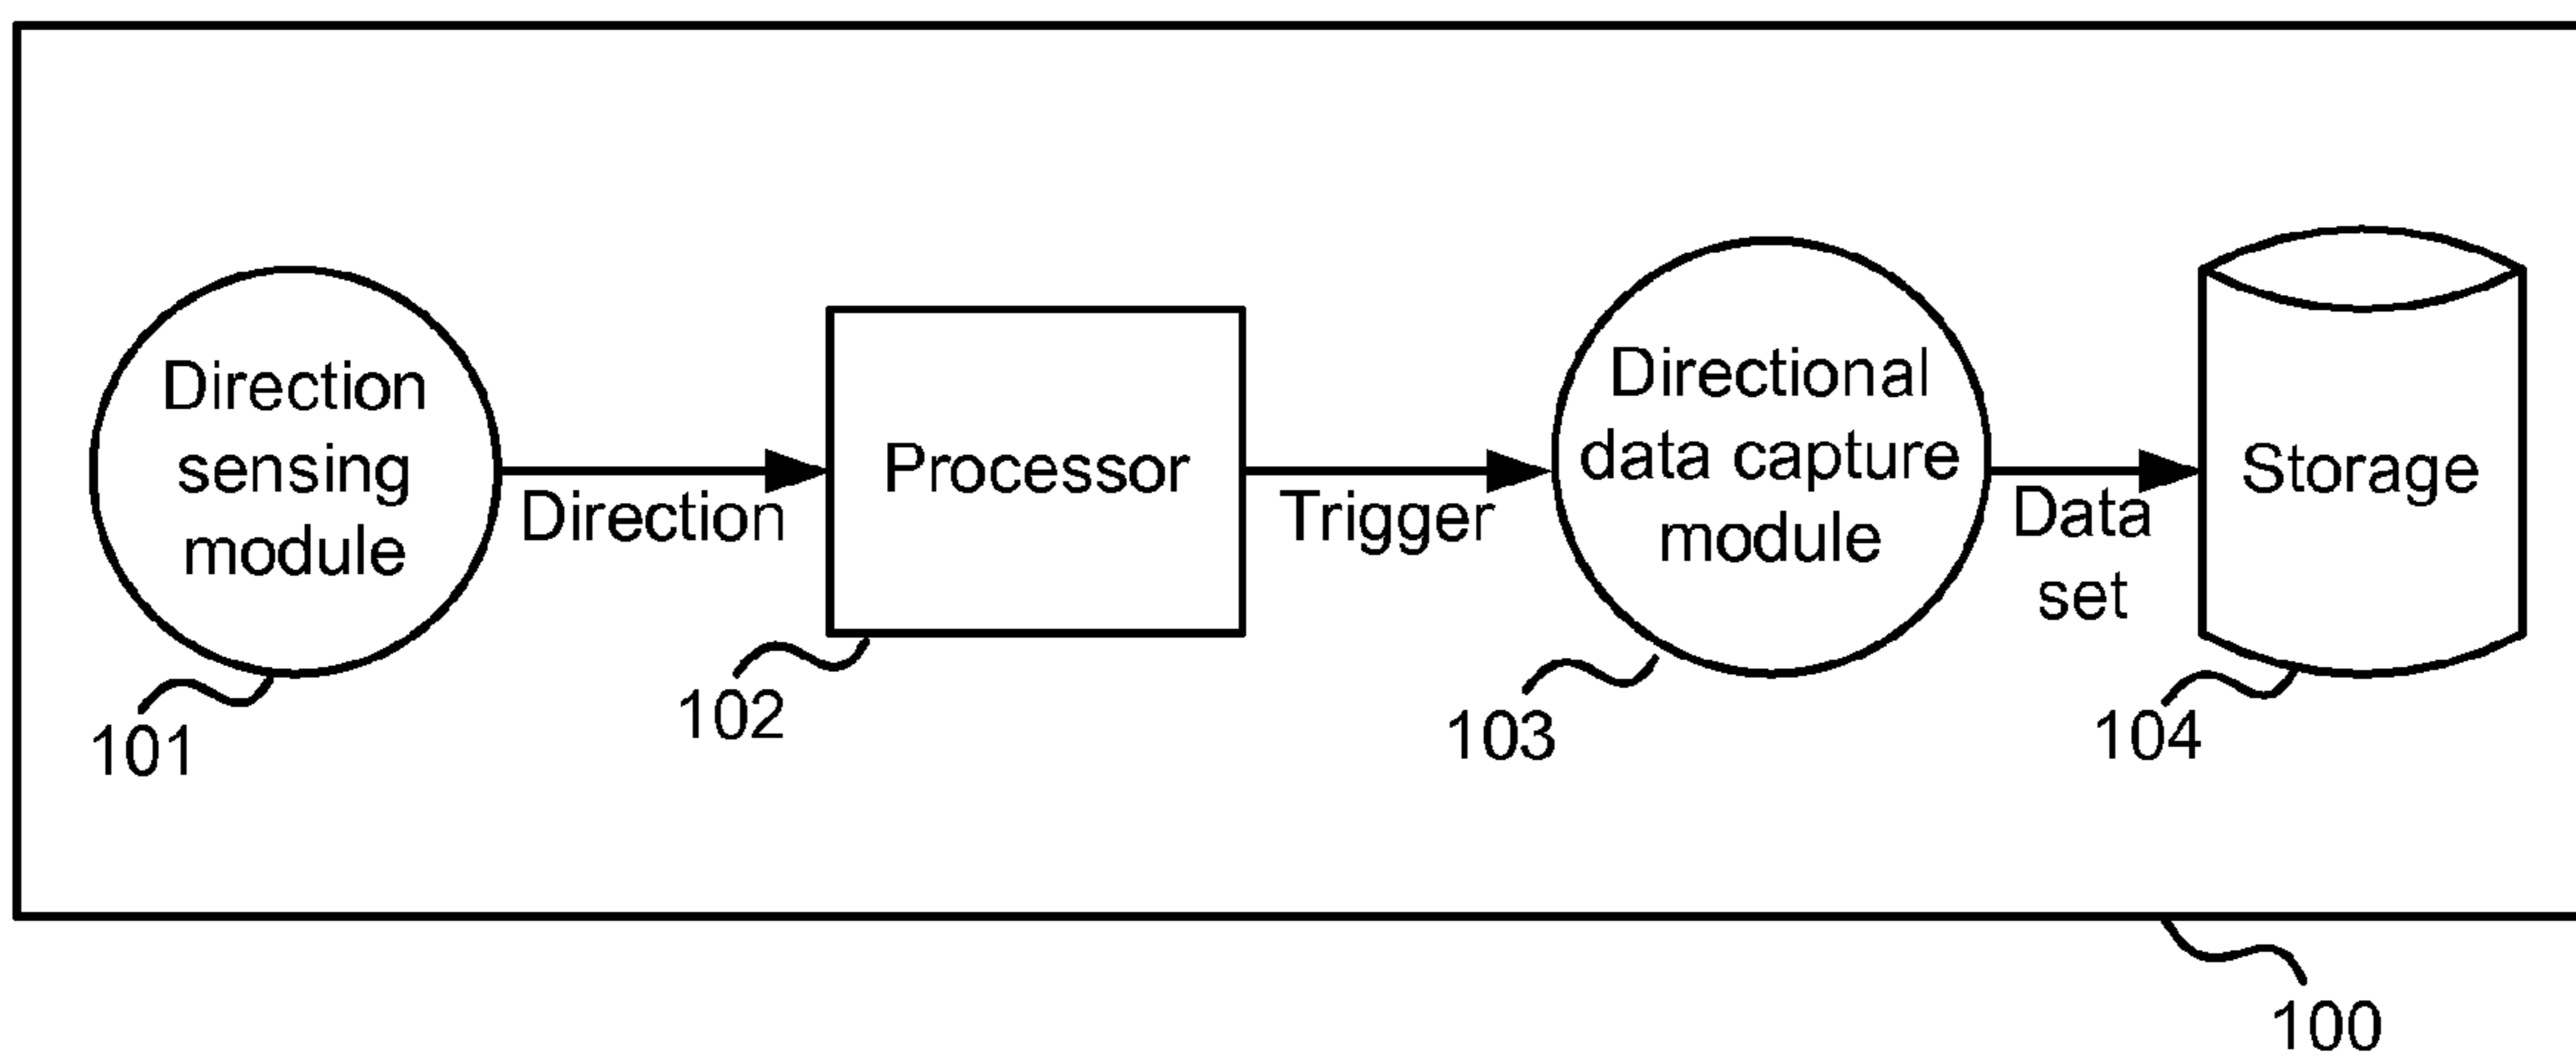 Direction
sensing
module
Direction
Processor
Trigger
Directional
data capture
module
Data
set
Storage
101
102
103
104
100